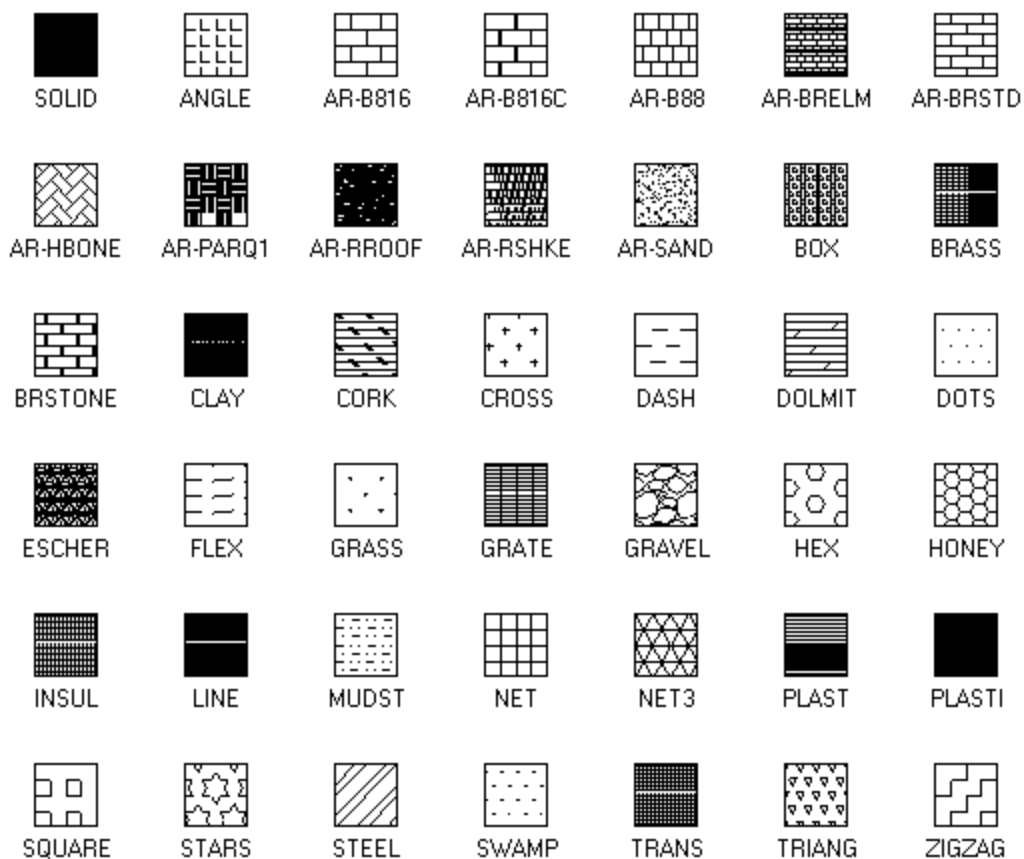 SOLID ANGLE AR-B816 AR-B816C AR-B88 AR-BRELM AR-BRSTD
AR-HBONE AR-PARQ1 AR-RROOF AR-RSHKE AR-SAND BOX BRASS
BRSTONE CLAY CORK CROSS DASH DOLMIT DOTS
ESCHER FLEX GRASS GRATE GRAVEL HEX HONEY
INSUL LINE MUDST NET NET3 PLAST PLASTI
SQUARE STARS STEEL SWAMP TRANS TRIANG ZIGZAG